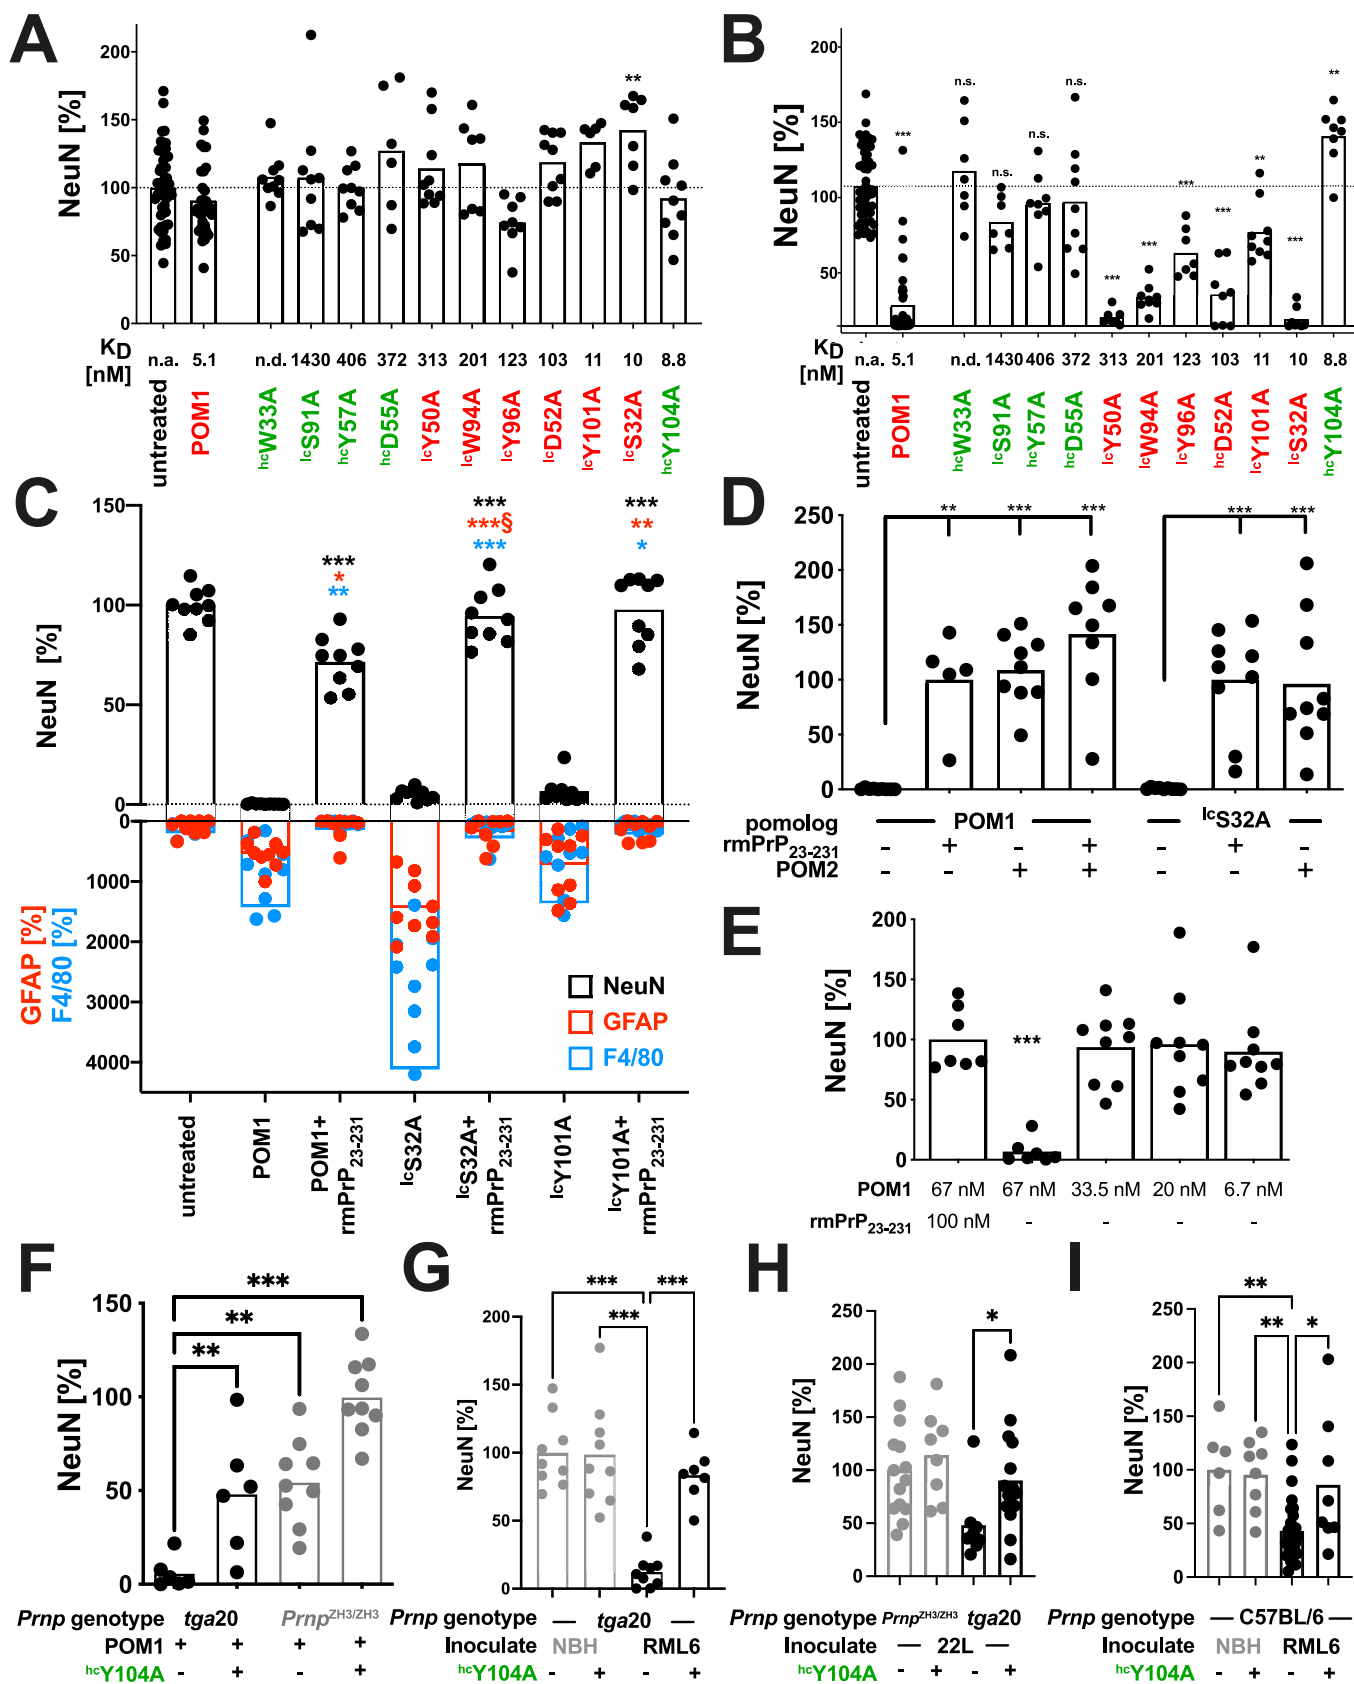 A
NeuN [%]
200
150
100
50
0
**
KD
[nM]
n.a. 5.1 n.d. 1430 406 372 313 201 123 103 11 10 8.8
untreated
POM1
hcW33A
lcS91A
hcY57A
hcD55A
lcY50A
lcW94A
lcY96A
lcD52A
lcY101A
lcS32A
hcY104A
B
NeuN [%]
200
150
100
50
*** n.s. n.s. n.s. n.s. *** *** *** *** ** *** **
KD
[nM]
n.a. 5.1 n.d. 1430 406 372 313 201 123 103 11 10 8.8
untreated
POM1
hcW33A
lcS91A
hcY57A
hcD55A
lcY50A
lcW94A
lcY96A
hcD52A
lcY101A
lcS32A
hcY104A
C
NeuN [%]
150
100
50
0
0
1000
2000
3000
4000
GFAP [%]
F4/80 [%]
***
*
**
***
***§
***
***
**
*
NeuN
GFAP
F4/80
untreated
POM1
POM1+
rmPrP23-231
lcS32A
lcS32A+
rmPrP23-231
lcY101A
lcY101A+
rmPrP23-231
D
NeuN [%]
250
200
150
100
50
0
** *** *** *** ***
pomolog POM1 lcS32A
rmPrP23-231 - + - + - + -
POM2 - - + + - - +
E
NeuN [%]
200
150
100
50
0
***
POM1 67 nM 67 nM 33.5 nM 20 nM 6.7 nM
rmPrP23-231 100 nM - - - -
F
NeuN [%]
150
100
50
0
***
**
**
Prnp genotype tga20 PrnpZH3/ZH3
POM1 + + + +
hcY104A - + - +
G
NeuN [%]
200
150
100
50
0
*** ***
***
Prnp genotype tga20
Inoculate NBH RML6
hcY104A - + - +
H
NeuN [%]
250
200
150
100
50
0
*
Prnp genotype PrnpZH3/ZH3 tga20
Inoculate 22L
hcY104A - + - +
I
NeuN [%]
250
200
150
100
50
0
**
** *
Prnp genotype C57BL/6
Inoculate NBH RML6
hcY104A - + - +